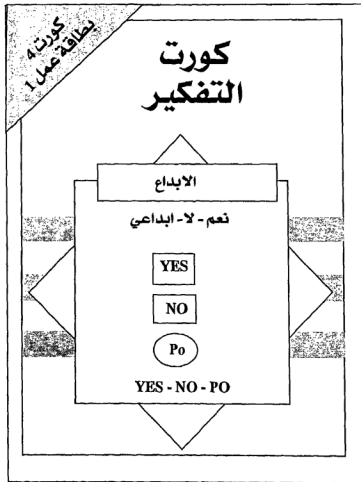 كورت 4
بطاقة عمل 1
كورت
التفكير
الابداع
نعم - لا - ابداعي
YES
NO
Po
YES - NO - PO